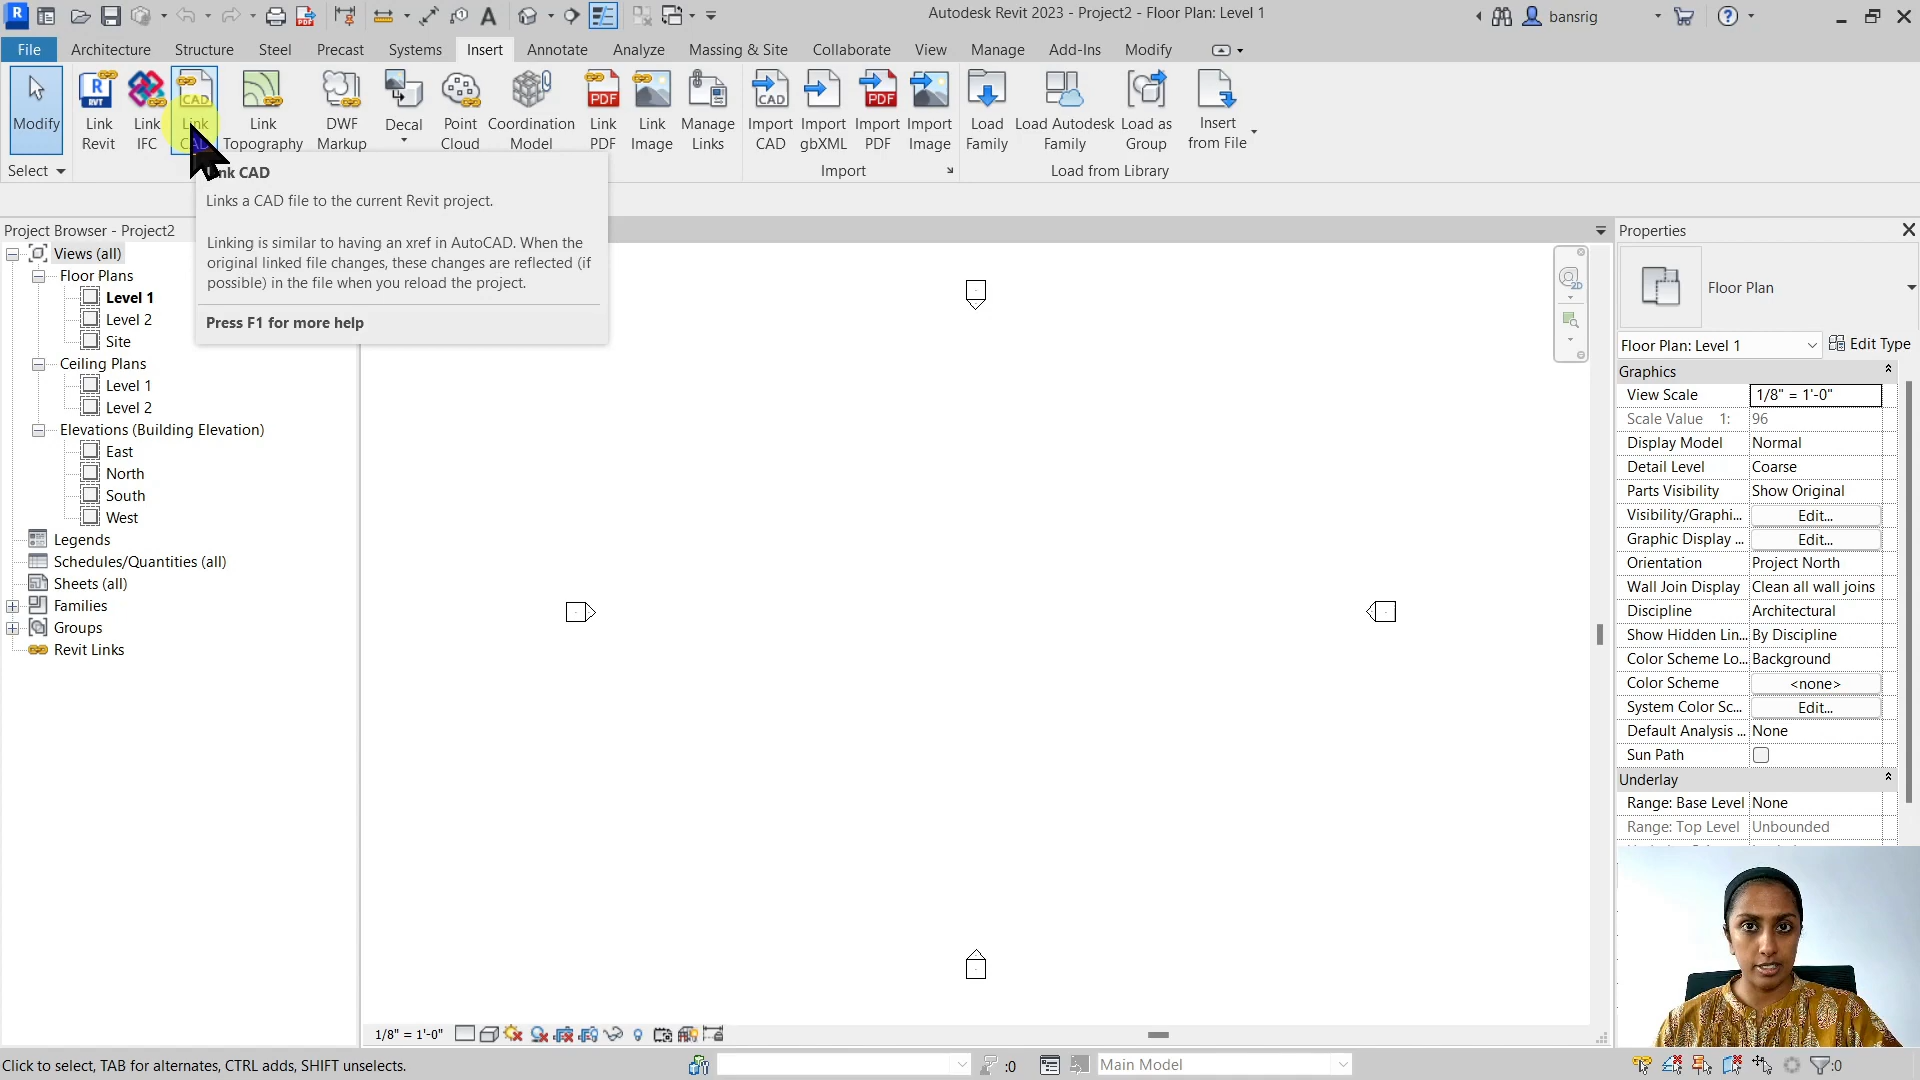 Autodesk Revit 2023 - Project2 - Floor Plan: Level 1
bansrig
File
Architecture
Structure
Steel
Precast
Systems
Insert
Annotate
Analyze
Massing & Site
Collaborate
View
Manage
Add-Ins
Modify
Modify
Link
Revit
Link
IFC
Link
CAD
Link
Topography
DWF
Markup
Decal
Point
Cloud
Coordination
Model
Link
PDF
Link
Image
Manage
Links
Import
CAD
Import
gbXML
Import
PDF
Import
Image
Load
Family
Load Autodesk
Family
Load as
Group
Insert
from File
Select
Import
Load from Library
CAD
Links a CAD file to the current Revit project.
Linking is similar to having an xref in AutoCAD. When the
original linked file changes, these changes are reflected (if
possible) in the file when you reload the project.
Press F1 for more help
Project Browser - Project2
Views (all)
Floor Plans
Level 1
Level 2
Site
Ceiling Plans
Level 1
Level 2
Elevations (Building Elevation)
East
North
South
West
Legends
Schedules/Quantities (all)
Sheets (all)
Families
Groups
Revit Links
Properties
Floor Plan
Floor Plan: Level 1
Edit Type
Graphics
View Scale 1/8" = 1'-0"
Scale Value 1: 96
Display Model Normal
Detail Level Coarse
Parts Visibility Show Original
Visibility/Graphi... Edit...
Graphic Display ... Edit...
Orientation Project North
Wall Join Display Clean all wall joins
Discipline Architectural
Show Hidden Lin... By Discipline
Color Scheme Lo... Background
Color Scheme <none>
System Color Sc... Edit...
Default Analysis ... None
Sun Path
Underlay
Range: Base Level None
Range: Top Level Unbounded
1/8" = 1'-0"
Click to select, TAB for alternates, CTRL adds, SHIFT unselects.
:0
Main Model
:0